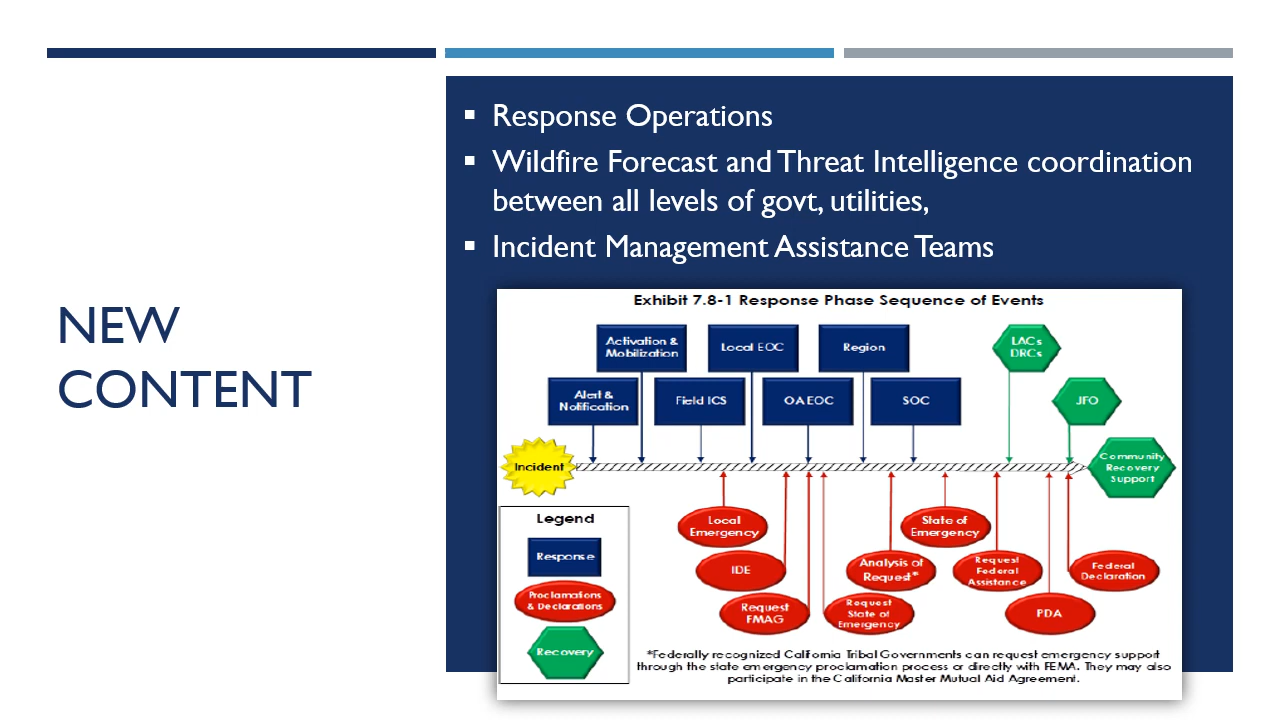 NEW
CONTENT
Response Operations
Wildfire Forecast and Threat Intelligence coordination
between all levels of govt, utilities,
Incident Management Assistance Teams
Exhibit 7.8-1 Response Phase Sequence of Events
Activation &
Mobilization
Local EOC
Region
LACs
DRCs
Alert &
Notification
Field ICS
OA EOC
SOC
JFO
Incident
Community
Recovery
Support
Local
Emergency
State of
Emergency
IDE
Analysis of
Request*
Request
Federal
Assistance
Federal
Declaration
Request
FMAG
Request
State of
Emergency
PDA
Legend
Response
Proclamations
& Declarations
Recovery
*Federally recognized California Tribal Governments can request emergency support
through the state emergency proclamation process or directly with FEMA. They may also
participate in the California Master Mutual Aid Agreement.